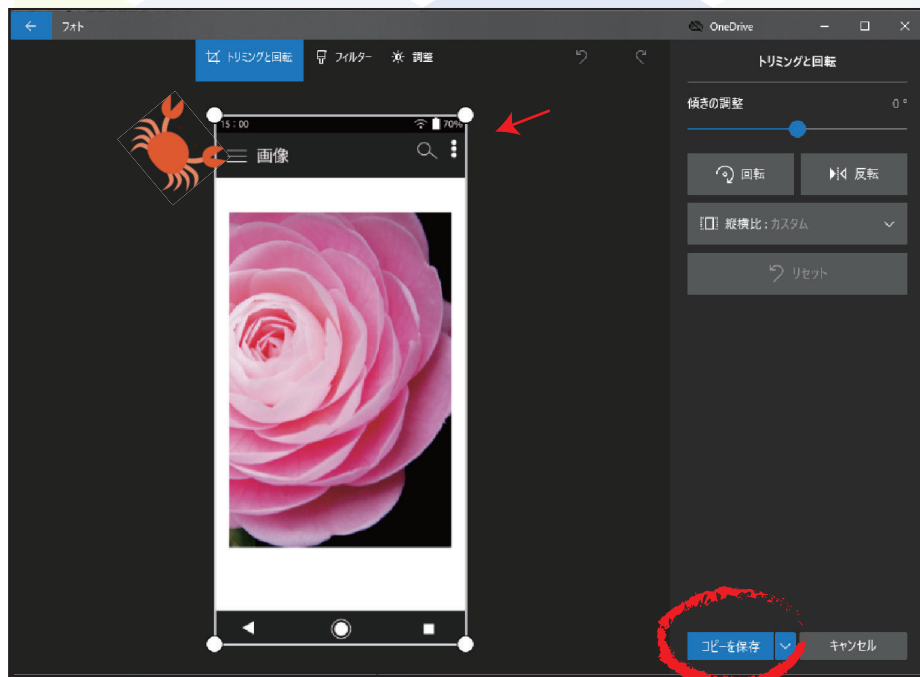 フォト
OneDrive
トリミングと回転
フィルター
調整
トリミングと回転
傾きの調整
0°
15:00
70%
画像
回転
反転
縦横比:カスタム
リセット
コピーを保存
キャンセル